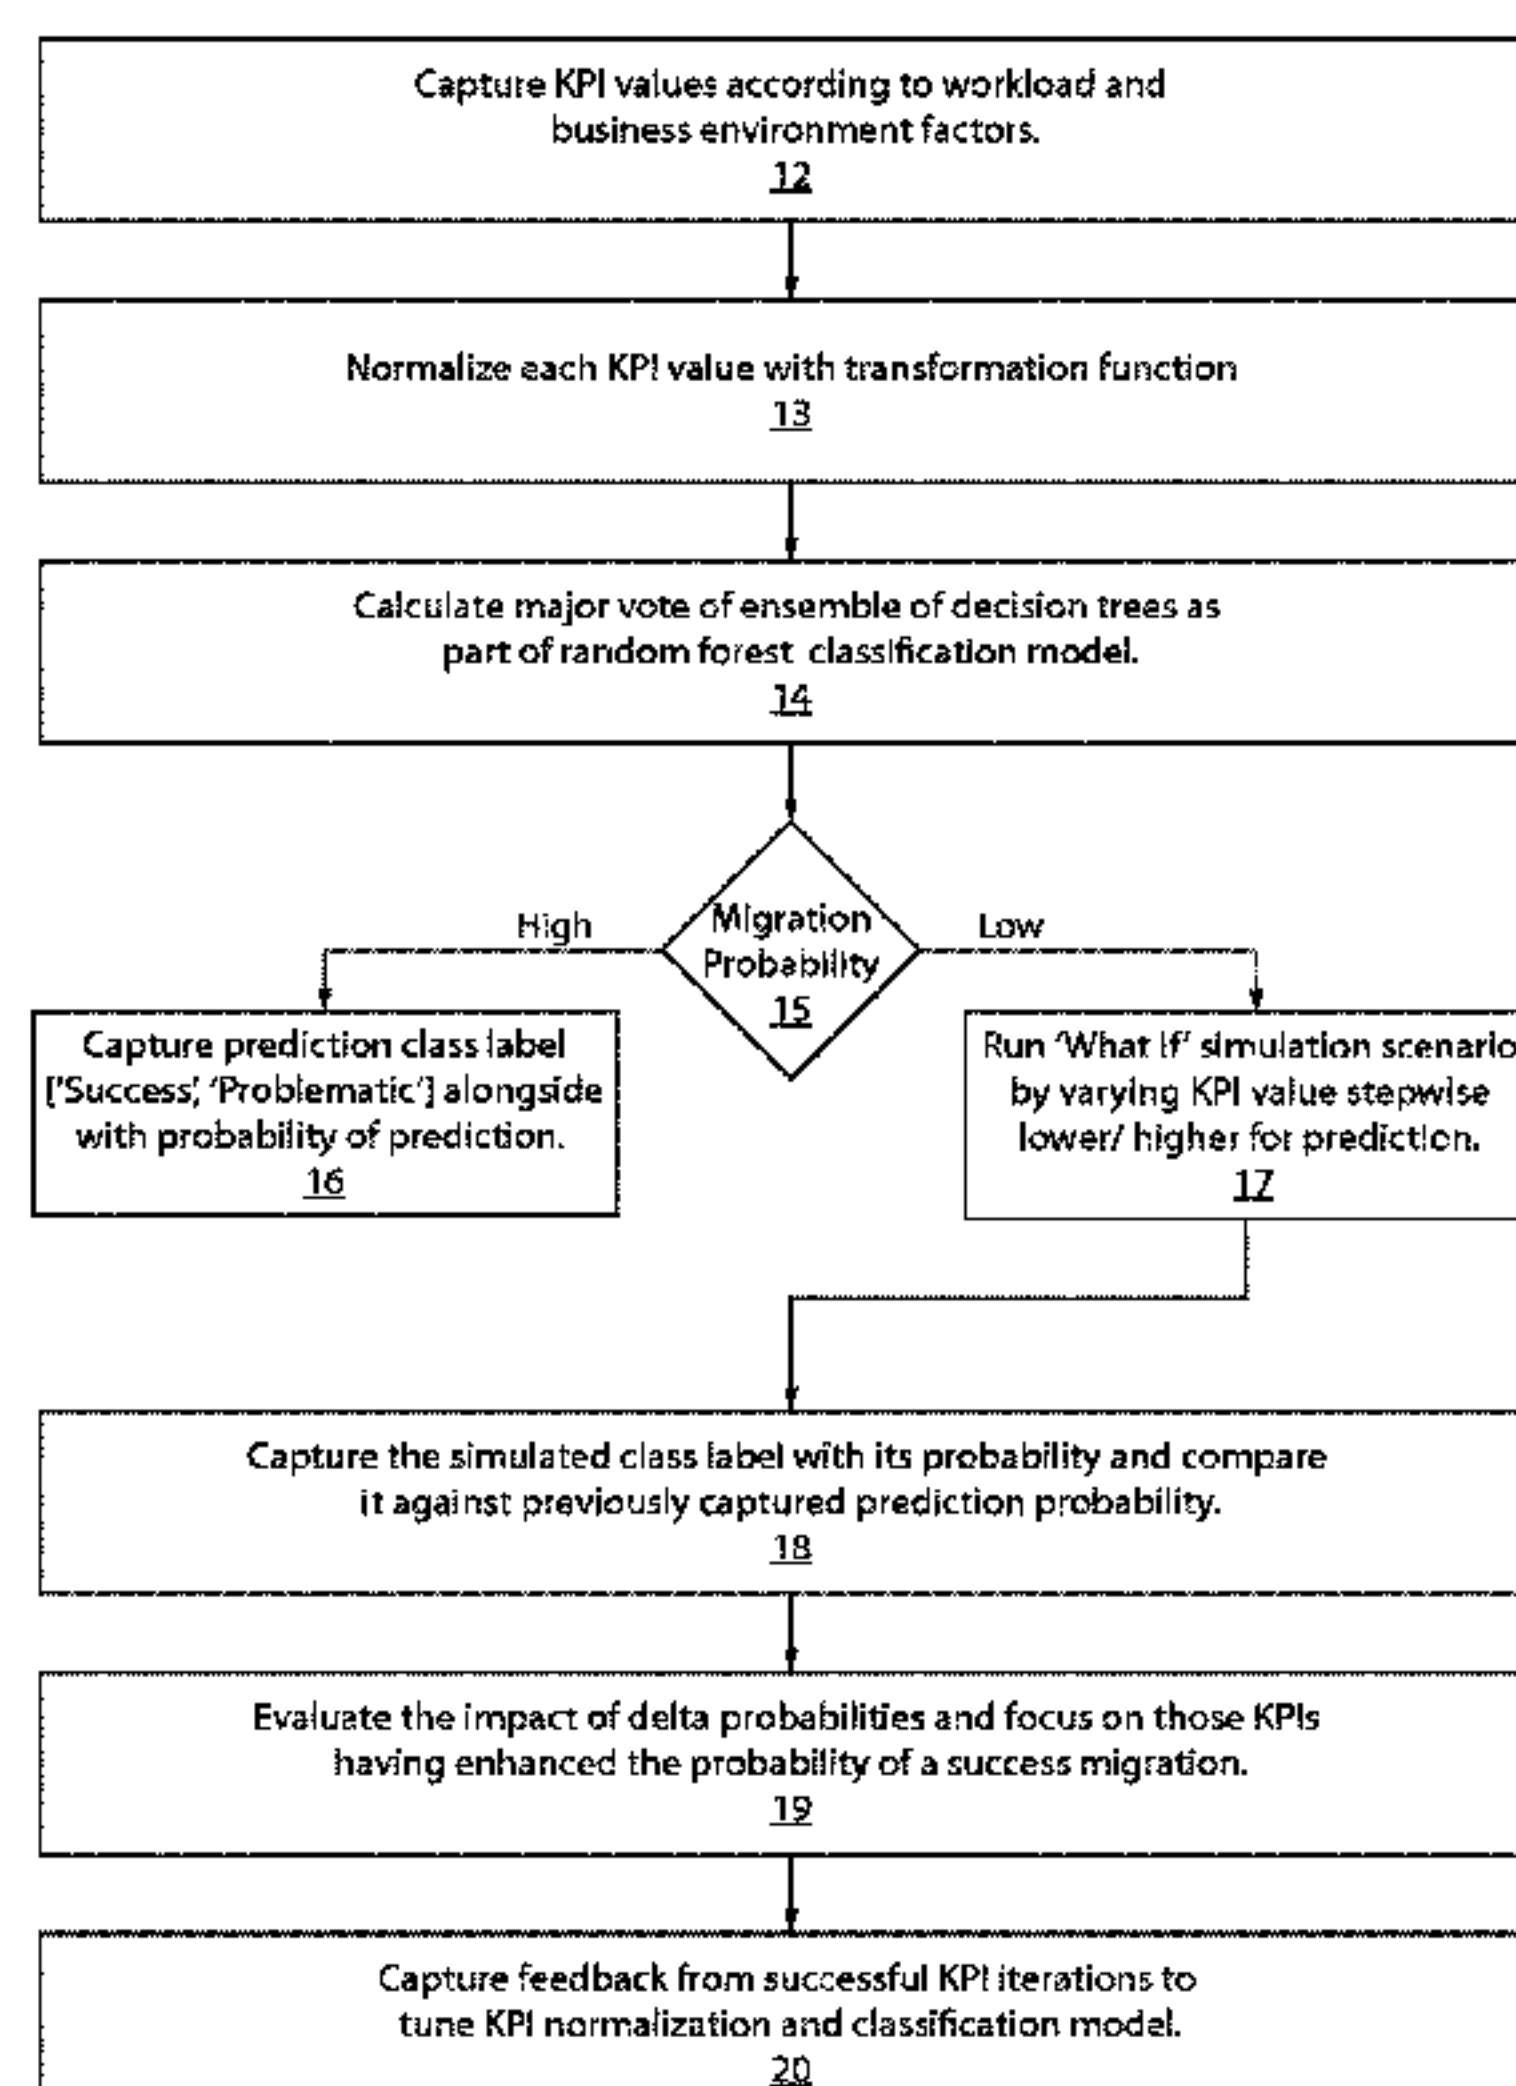 Capture KPI values according to workload and
business environment factors.
12
Normalize each KPI value with transformation function
13
Calculate major vote of ensemble of decision trees as
part of random forest classification model.
14
High
Migration
Probability
15
Low
Capture prediction class label
['Success', 'Problematic'] alongside
with probability of prediction.
16
Run 'What if' simulation scenario
by varying KPI value stepwise
lower/ higher for prediction.
17
Capture the simulated class label with its probability and compare
it against previously captured prediction probability.
18
Evaluate the impact of delta probabilities and focus on those KPIs
having enhanced the probability of a success migration.
19
Capture feedback from successful KPI iterations to
tune KPI normalization and classification model.
20